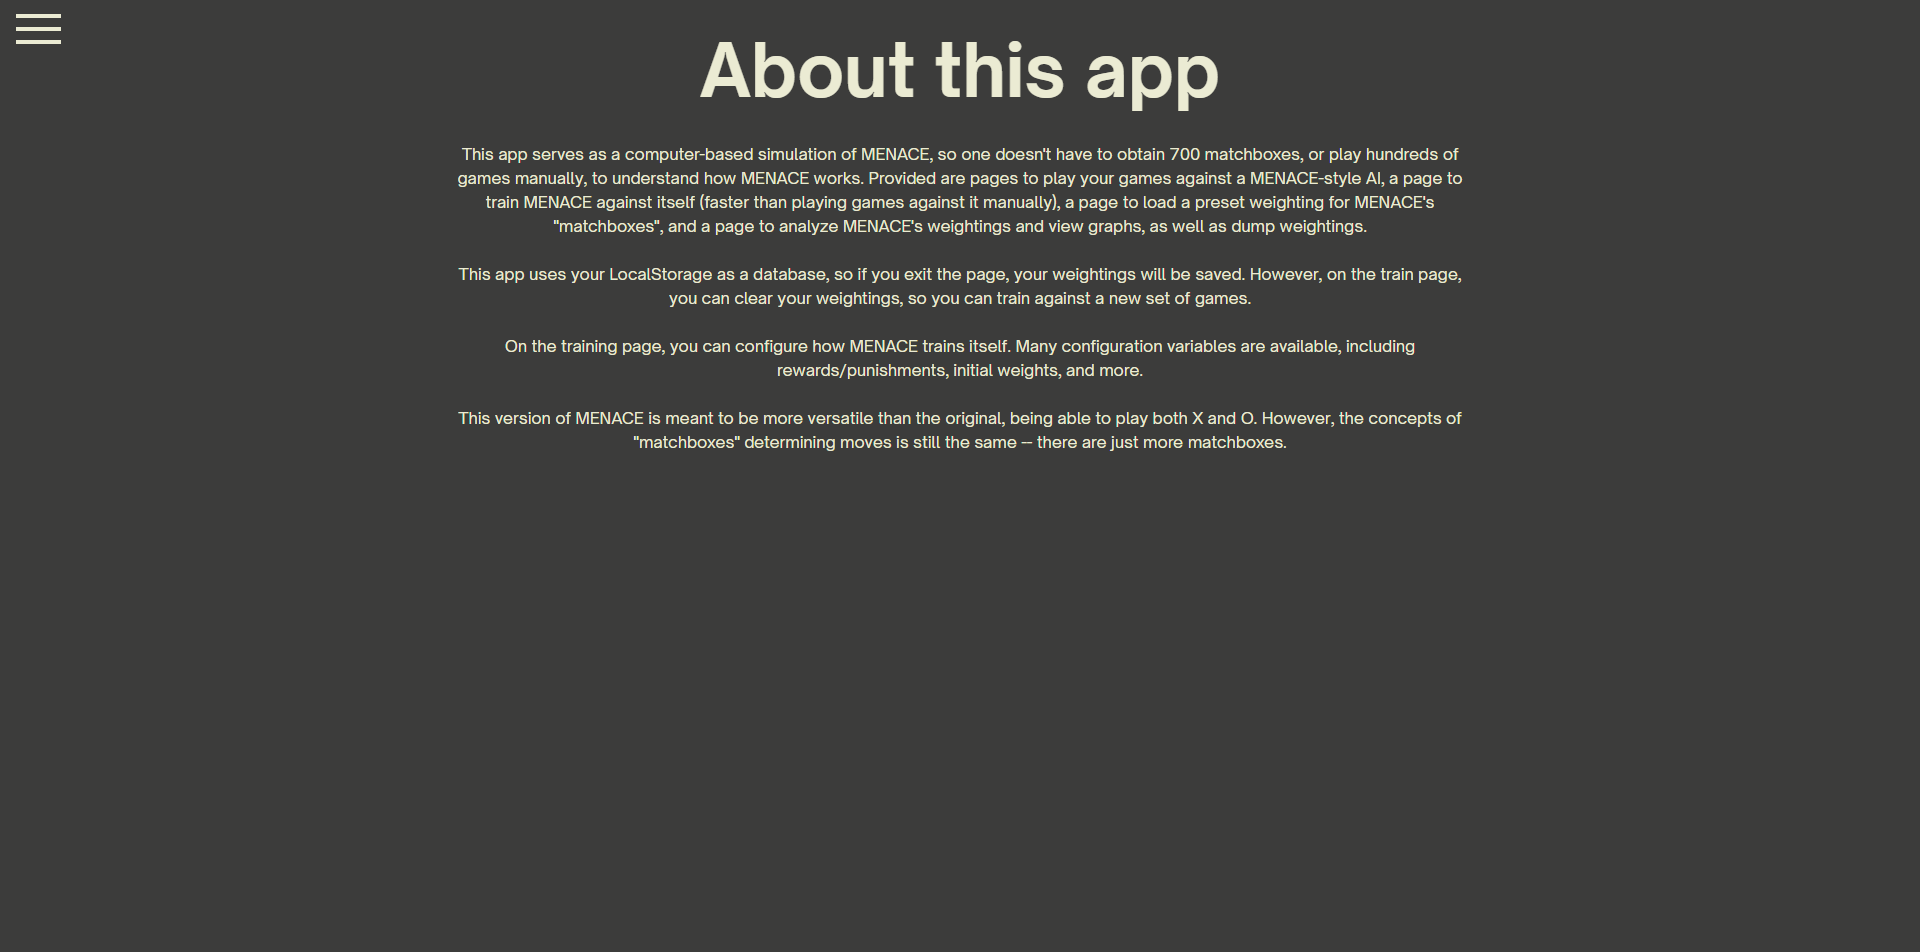 About this app
This app serves as a computer-based simulation of MENACE, so one doesn't have to obtain 700 matchboxes, or play hundreds of
games manually, to understand how MENACE works. Provided are pages to play your games against a MENACE-style AI, a page to
train MENACE against itself (faster than playing games against it manually), a page to load a preset weighting for MENACE's
"matchboxes", and a page to analyze MENACE's weightings and view graphs, as well as dump weightings.
This app uses your LocalStorage as a database, so if you exit the page, your weightings will be saved. However, on the train page,
you can clear your weightings, so you can train against a new set of games.
On the training page, you can configure how MENACE trains itself. Many configuration variables are available, including
rewards/punishments, initial weights, and more.
This version of MENACE is meant to be more versatile than the original, being able to play both X and O. However, the concepts of
"matchboxes" determining moves is still the same -- there are just more matchboxes.